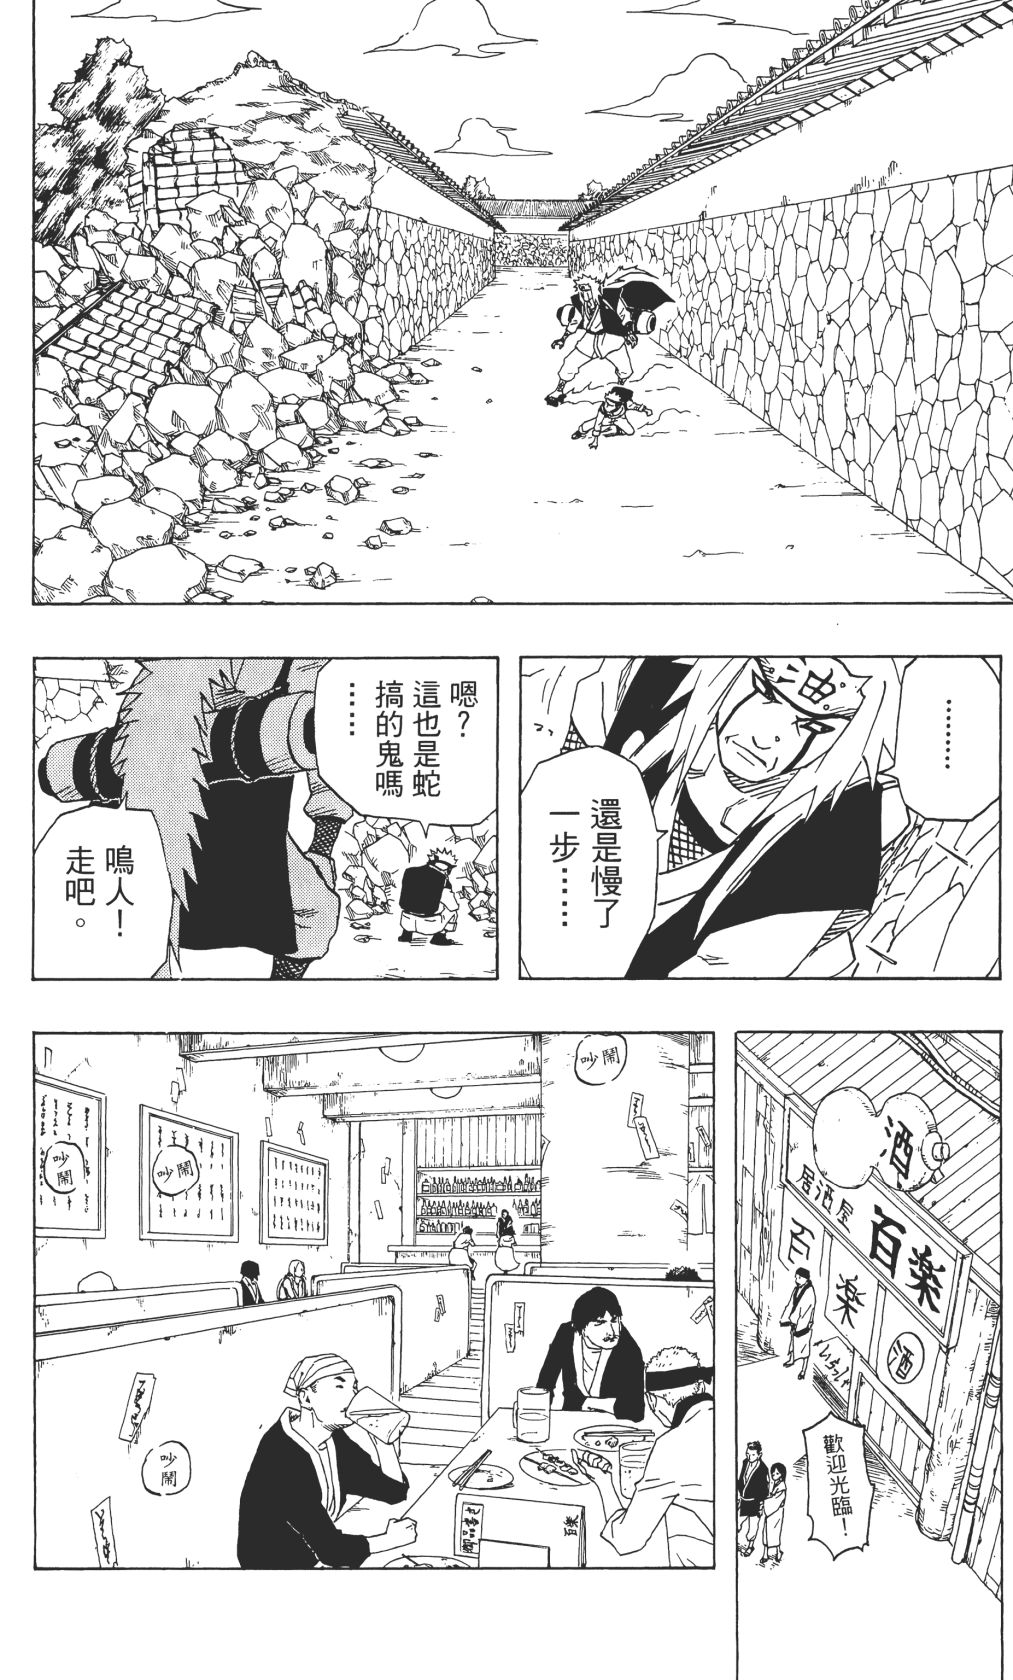 ………
油
還是慢了
一步……
嗯？
這也是蛇
搞的鬼嗎
……
鳴人！
走吧。
酒
居酒屋
百楽
百
楽
酒
歡迎光臨！
吵鬧
吵鬧
吵鬧
吵鬧